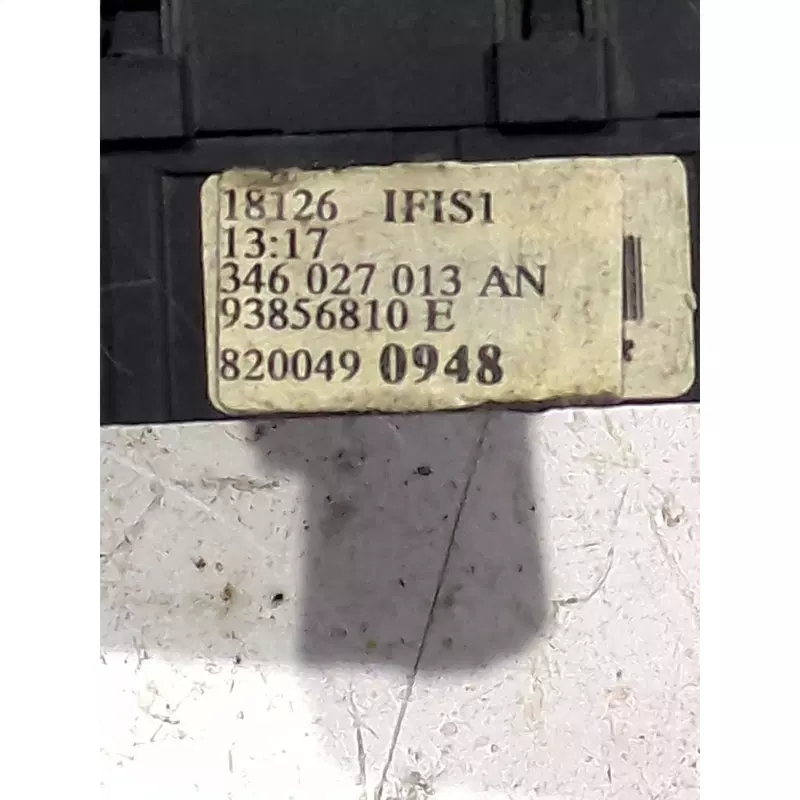 18126 IFIS1
13:17
346 027 013 AN
93856810 E
820049 0948